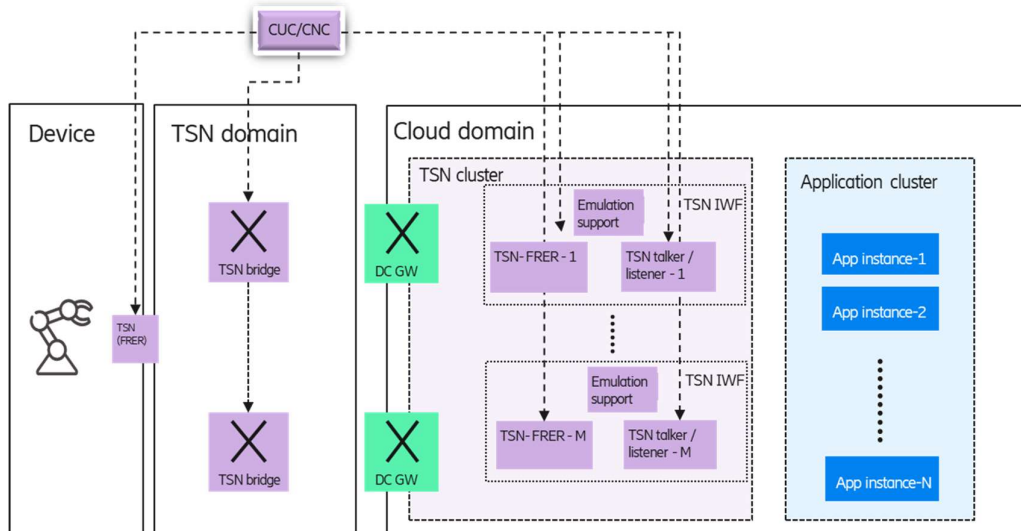 CUC/CNC
Device
TSN domain
Cloud domain
TSN cluster
Application cluster
Emulation
support
TSN IWF
TSN bridge
DC GW
TSN- FRER - 1
TSN talker /
listener - 1
App instance-1
App instance-2
TSN
(FRER)
Emulation
support
TSN IWF
TSN bridge
DC GW
TSN- FRER - M
TSN talker /
listener - M
App instance-N